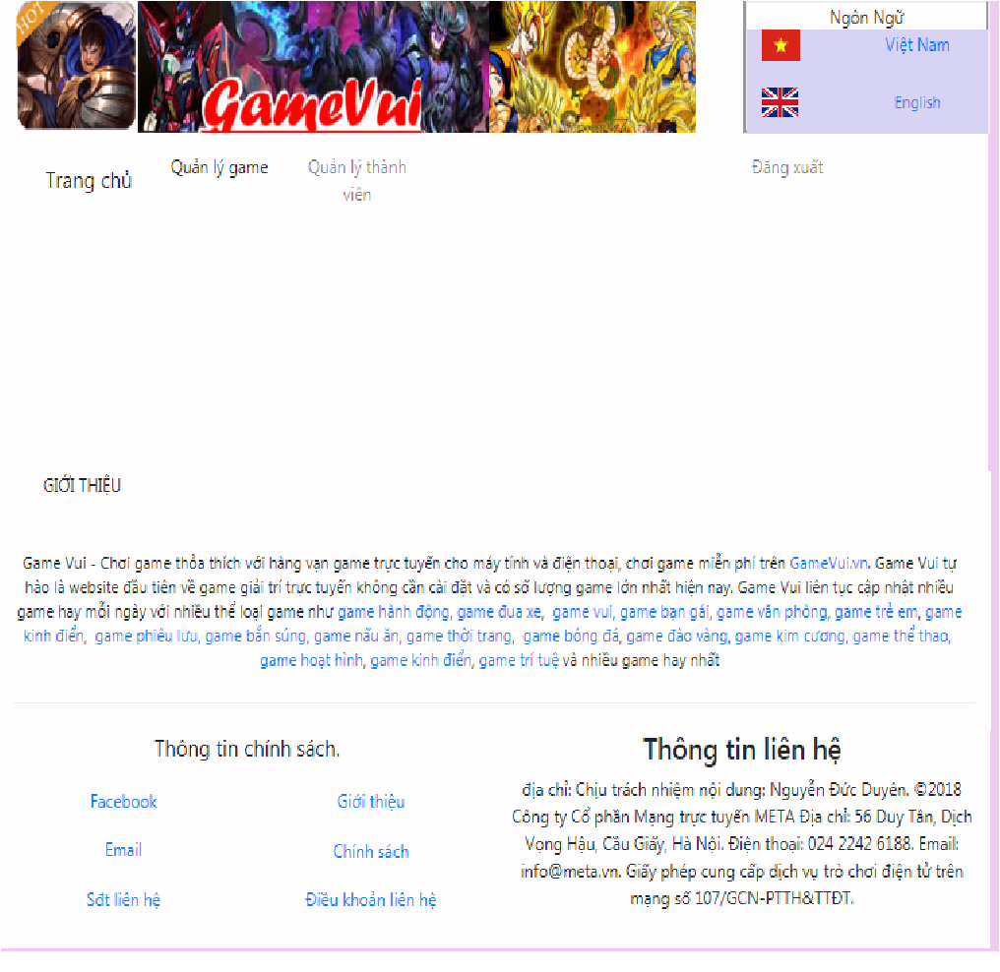 HOT
GameVui
Ngôn Ngữ
Việt Nam
English
Trang chủ
Quản lý game
Quản lý thành
viên
Đăng xuất
GIỚI THIỆU
Game Vui - Chơi game thỏa thích với hàng vạn game trực tuyến cho máy tính và điện thoại, chơi game miễn phí trên GameVui.vn. Game Vui tự
hào là website đầu tiên về game giải trí trực tuyến không cần cài đặt và có số lượng game lớn nhất hiện nay. Game Vui liên tục cập nhật nhiều
game hay mỗi ngày với nhiều thể loại game như game hành động, game đua xe, game vui, game bạn gái, game văn phòng, game trẻ em, game
kinh điển, game phiêu lưu, game bắn súng, game nấu ăn, game thời trang, game bóng đá, game đào vàng, game kim cương, game thể thao,
game hoạt hình, game kinh điển, game trí tuệ và nhiều game hay nhất
Thông tin chính sách.
Facebook
Giới thiệu
Email
Chính sách
Sđt liên hệ
Điều khoản liên hệ
Thông tin liên hệ
địa chỉ: Chịu trách nhiệm nội dung: Nguyễn Đức Duyên. ©2018
Công ty Cổ phần Mạng trực tuyến META Địa chỉ: 56 Duy Tân, Dịch
Vọng Hậu, Cầu Giấy, Hà Nội. Điện thoại: 024 2242 6188. Email:
info@meta.vn. Giấy phép cung cấp dịch vụ trò chơi điện tử trên
mạng số 107/GCN-PTTH&TTĐT.